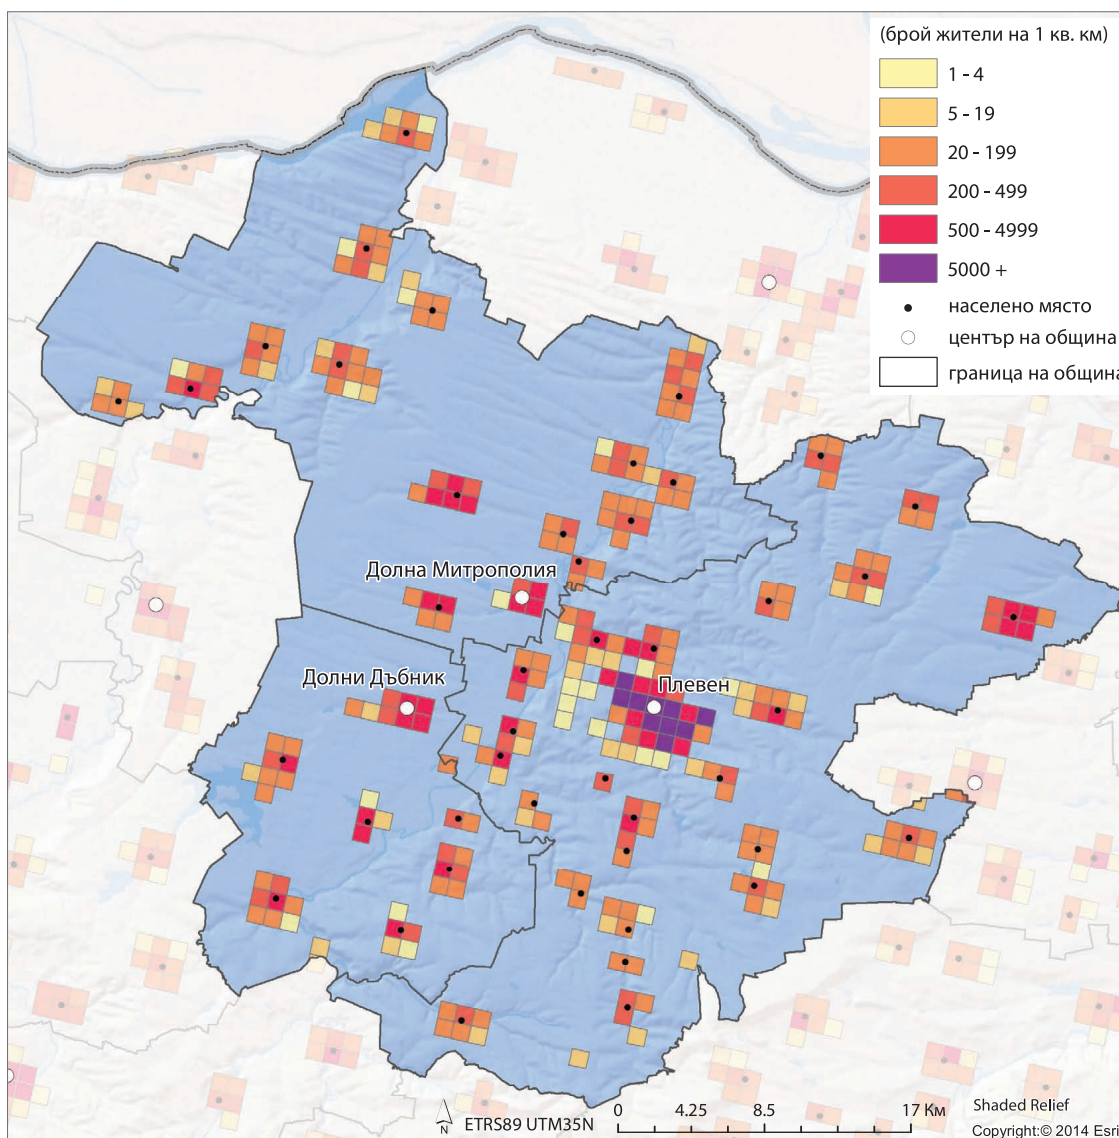 (брой жители на 1 кв. км)
1 - 4
5 - 19
20 - 199
200 - 499
500 - 4999
5000 +
населено място
център на община
граница на община
Долна Митрополия
Долни Дъбник
Плевен
N
ETRS89 UTM35N
0 4.25 8.5 17 Км
Shaded Relief
Copyright:© 2014 Esri